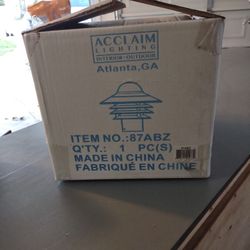 ACCLAIM
LIGHTING
INTERIOR • OUTDOOR
Atlanta,GA
ITEM NO.:87ABZ
Q'TY.: 1 PC(S)
MADE IN CHINA
FABRIQUÉ EN CHINE